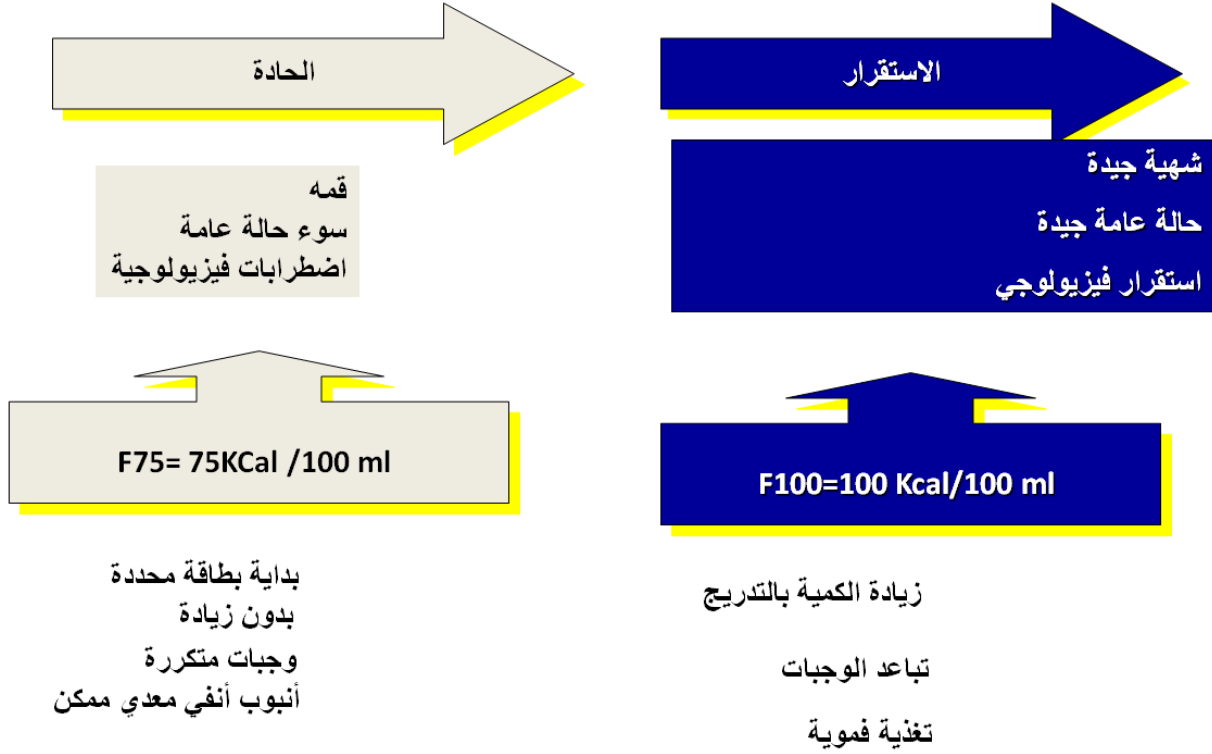 الحادة
قمه
سوء حالة عامة
اضطرابات فيزيولوجية
F75= 75KCal /100 ml
بداية بطاقة محددة
بدون زيادة
وجبات متكررة
أنبوب أنفي معدي ممكن
الاستقرار
شهية جيدة
حالة عامة جيدة
استقرار فيزيولوجي
F100=100 Kcal/100 ml
زيادة الكمية بالتدريج
تباعد الوجبات
تغذية فموية